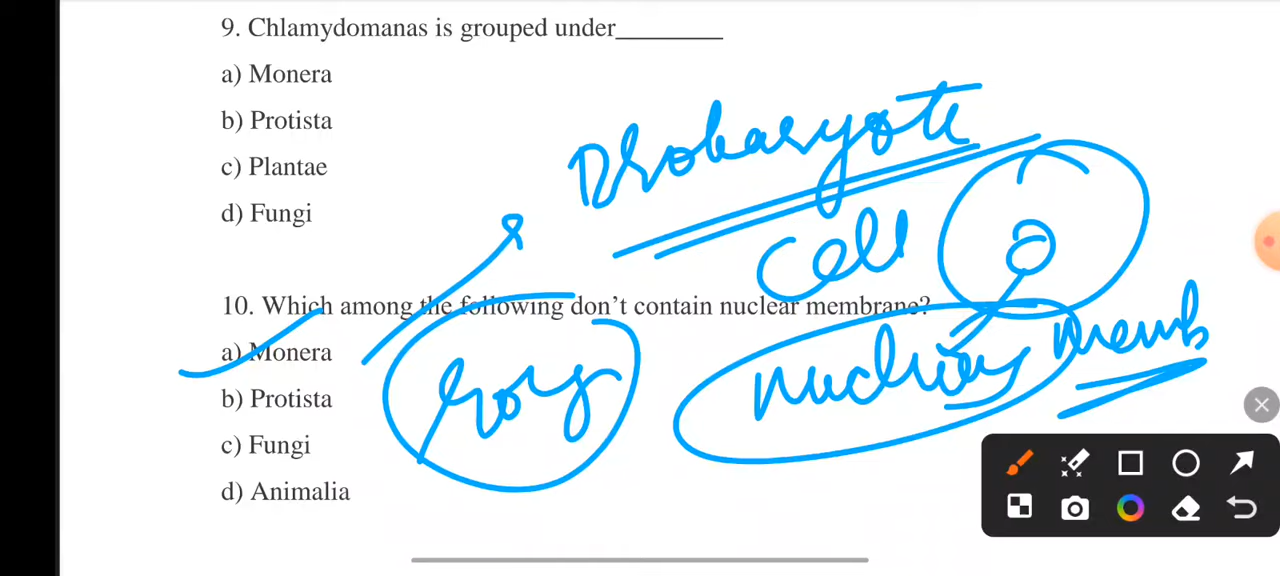 9. Chlamydomanas is grouped under________
a) Monera
b) Protista
c) Plantae
d) Fungi
Prokaryote
Cell
10. Which among the following don’t contain nuclear membrane?
a) Monera
b) Protista
c) Fungi
d) Animalia
memb